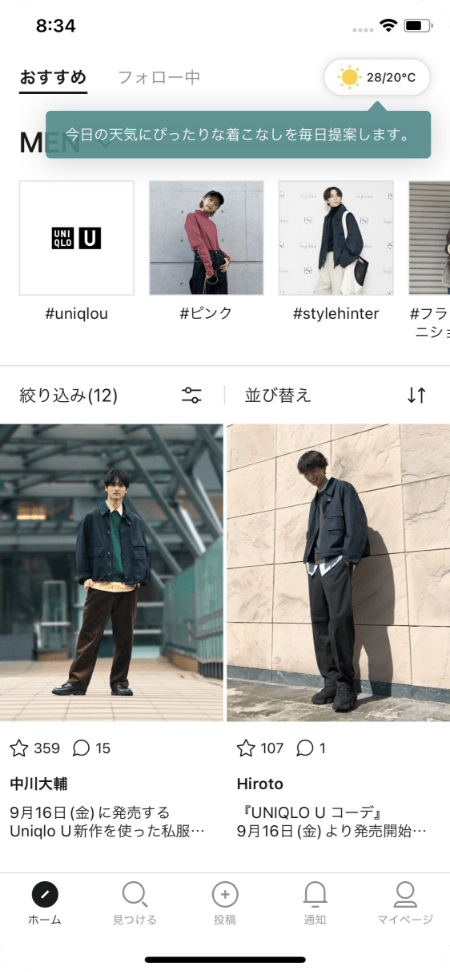 8:34
おすすめ
フォロー中
28/20°C
今日の天気にぴったりな着こなしを毎日提案します。
MEN
UNI
QLO
U
#uniqlou
#ピンク
#stylehinter
#フラ
ニショ
絞り込み(12)
並び替え
359
15
107
1
中川大輔
9月16日(金)に発売する
Uniqlo U新作を使った私服…
Hiroto
『UNIQLO U コーデ』
9月16日(金)より発売開始…
ホーム
見つける
投稿
通知
マイページ